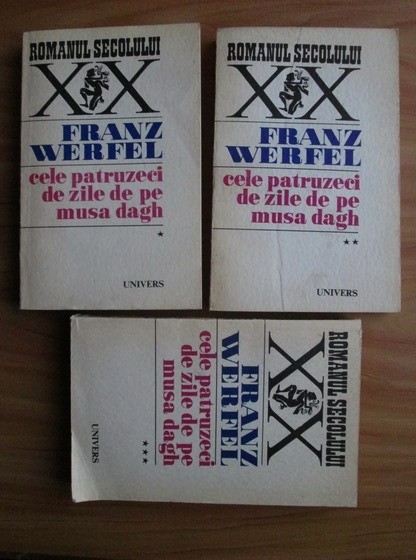 ROMANUL SECOLULUI
XX
FRANZ
WERFEL
cele patruzeci
de zile de pe
musa dagh
*
UNIVERS
ROMANUL SECOLULUI
XX
FRANZ
WERFEL
cele patruzeci
de zile de pe
musa dagh
**
UNIVERS
ROMANUL SECOLULUI
XX
FRANZ
WERFEL
cele patruzeci
de zile de pe
musa dagh
***
UNIVERS